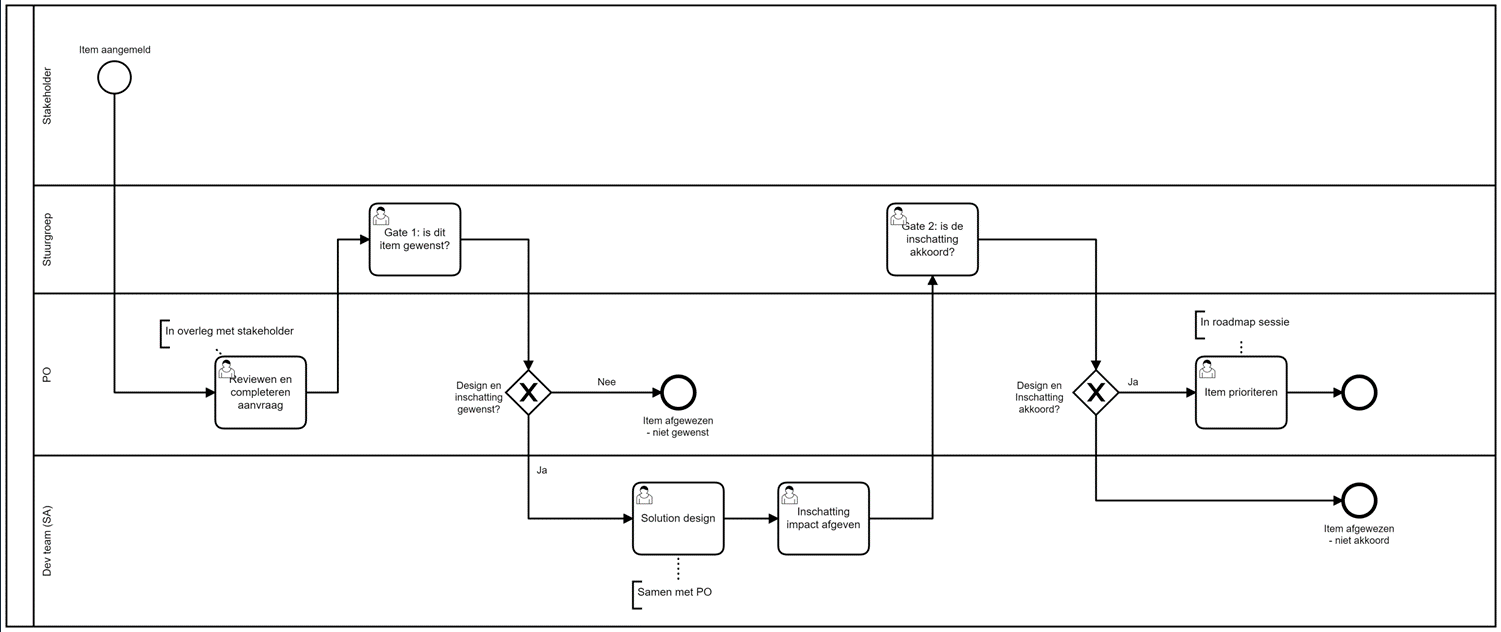 Item aangemeld
Stakeholder
Stuurgroep
Gate 1: is dit
item gewenst?
Gate 2: is de
inschatting
akkoord?
PO
In overleg met stakeholder
Reviewen en
completeren
aanvraag
Design en
inschatting
gewenst?
Nee
Item afgewezen
- niet gewenst
Ja
Design en
Inschatting
akkoord?
Ja
In roadmap sessie
Item prioriteren
Dev team (SA)
Solution design
Inschatting
impact afgeven
Samen met PO
Item afgewezen
- niet akkoord